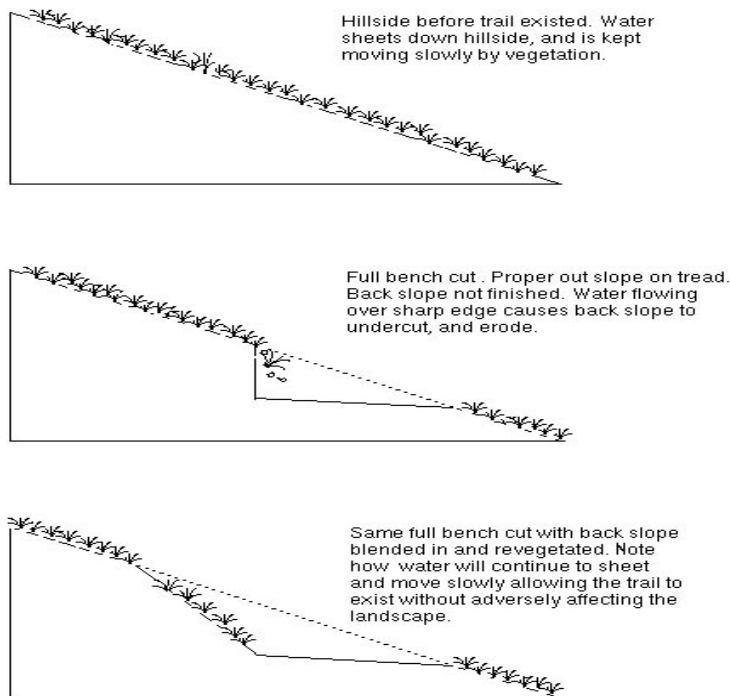 Hillside before trail existed. Water
sheets down hillside, and is kept
moving slowly by vegetation.
Full bench cut . Proper out slope on tread.
Back slope not finished. Water flowing
over sharp edge causes back slope to
undercut, and erode.
Same full bench cut with back slope
blended in and revegetated. Note
how water will continue to sheet
and move slowly allowing the trail to
exist without adversely affecting the
landscape.